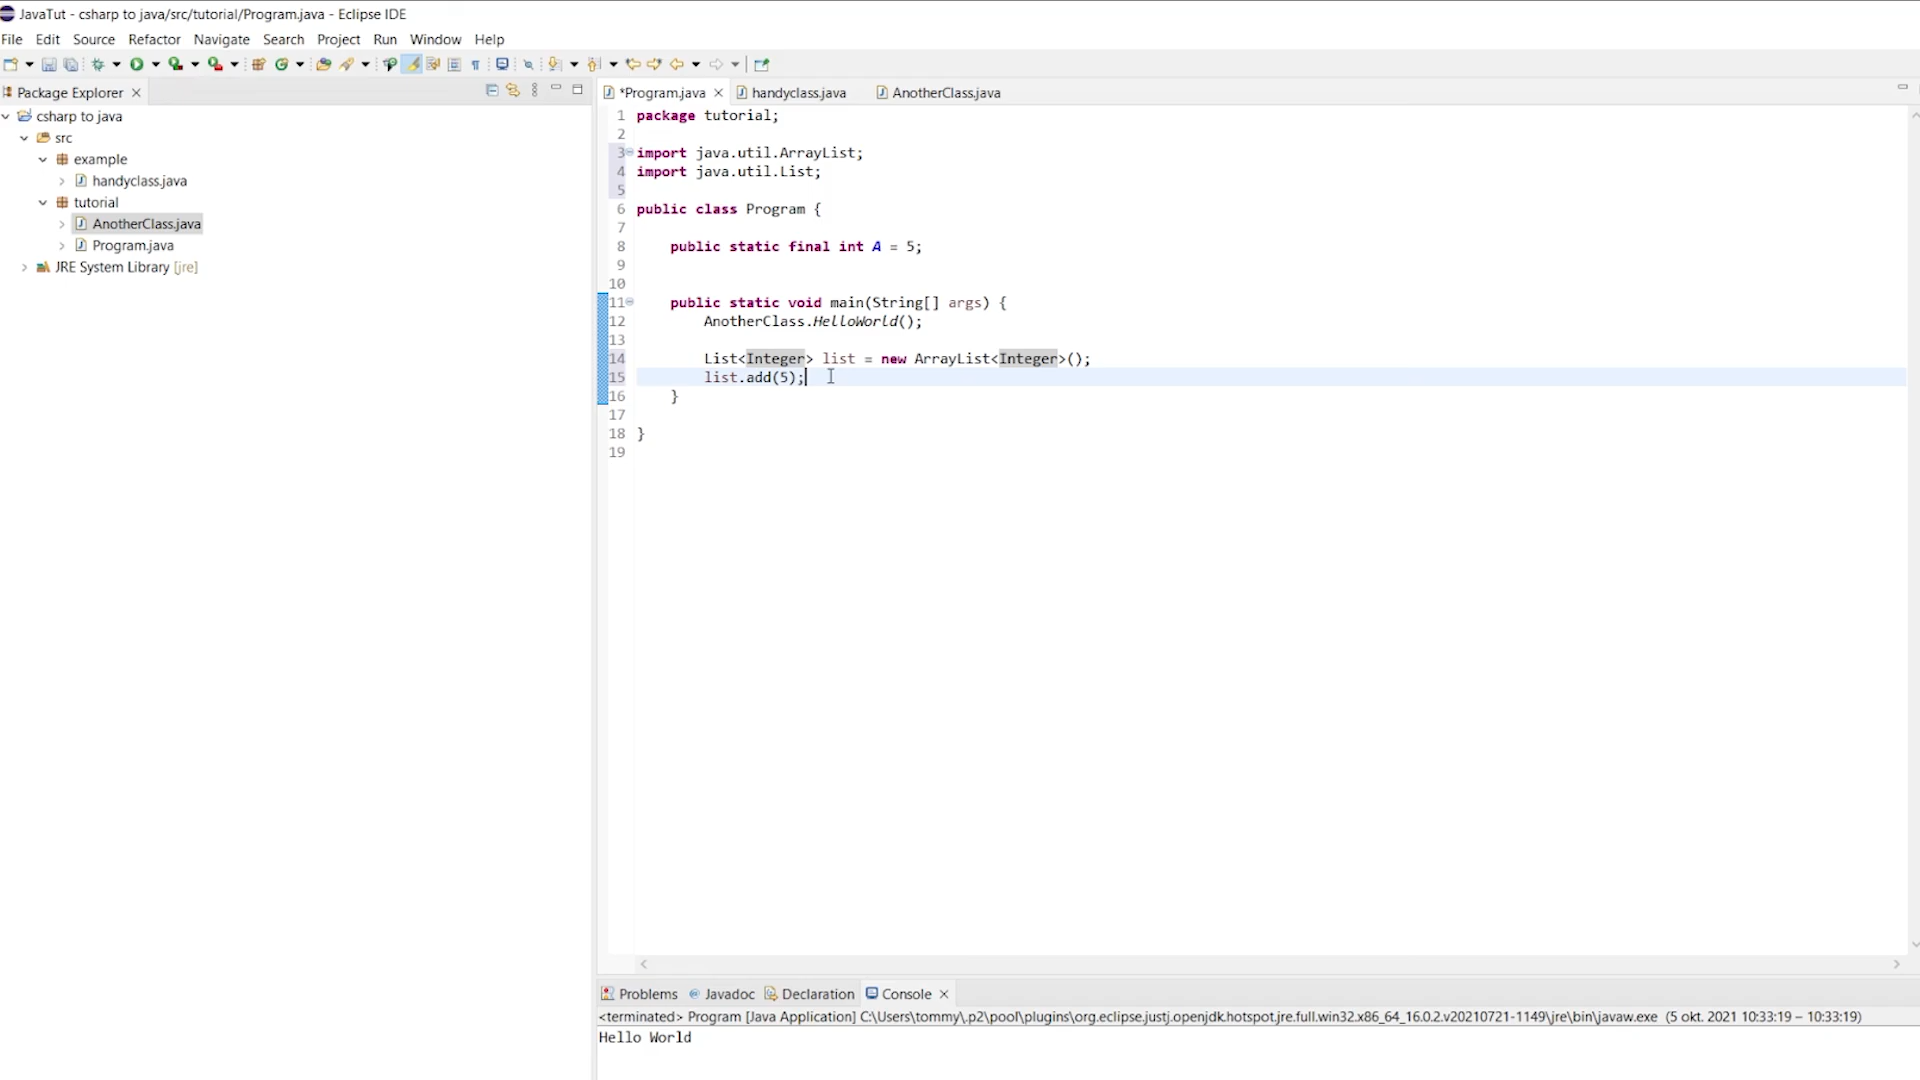 JavaTut - csharp to java/src/tutorial/Program.java - Eclipse IDE
File Edit Source Refactor Navigate Search Project Run Window Help
Package Explorer
csharp to java
src
example
handyclass.java
tutorial
AnotherClass.java
Program.java
JRE System Library [jre]
*Program.java handyclass.java AnotherClass.java
1 package tutorial;
2
3 import java.util.ArrayList;
4 import java.util.List;
5
6 public class Program {
7
8 public static final int A = 5;
9
10
11 public static void main(String[] args) {
12 AnotherClass.HelloWorld();
13
14 List<Integer> list = new ArrayList<Integer>();
15 list.add(5);
16 }
17
18 }
19
Problems Javadoc Declaration Console
<terminated> Program [Java Application] C:\Users\tommy\.p2\pool\plugins\org.eclipse.justj.openjdk.hotspot.jre.full.win32.x86_64_16.0.2.v20210721-1149\jre\bin\javaw.exe (5 okt. 2021 10:33:19 – 10:33:19)
Hello World